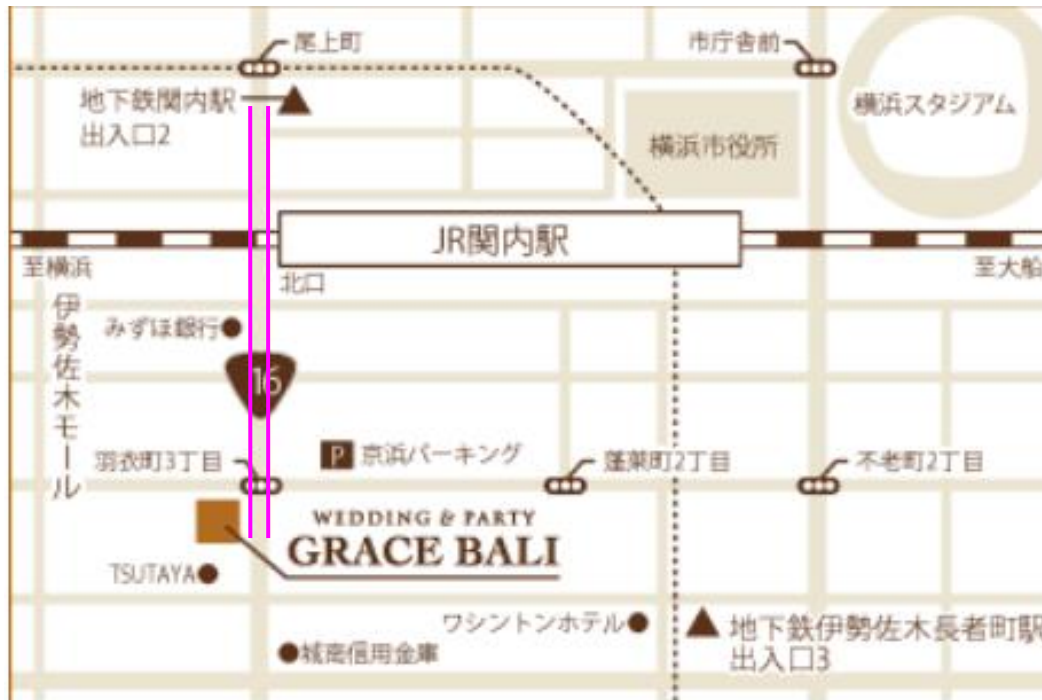 尾上町
市庁舎前
地下鉄関内駅
出入口2
横浜スタジアム
横浜市役所
JR関内駅
至横浜
北口
至大船
伊勢佐木モール
みずほ銀行
16
羽衣町3丁目
P 京浜パーキング
蓬莱町2丁目
不老町2丁目
WEDDING & PARTY
GRACE BALI
TSUTAYA
ワシントンホテル
地下鉄伊勢佐木長者町駅
出入口3
城南信用金庫